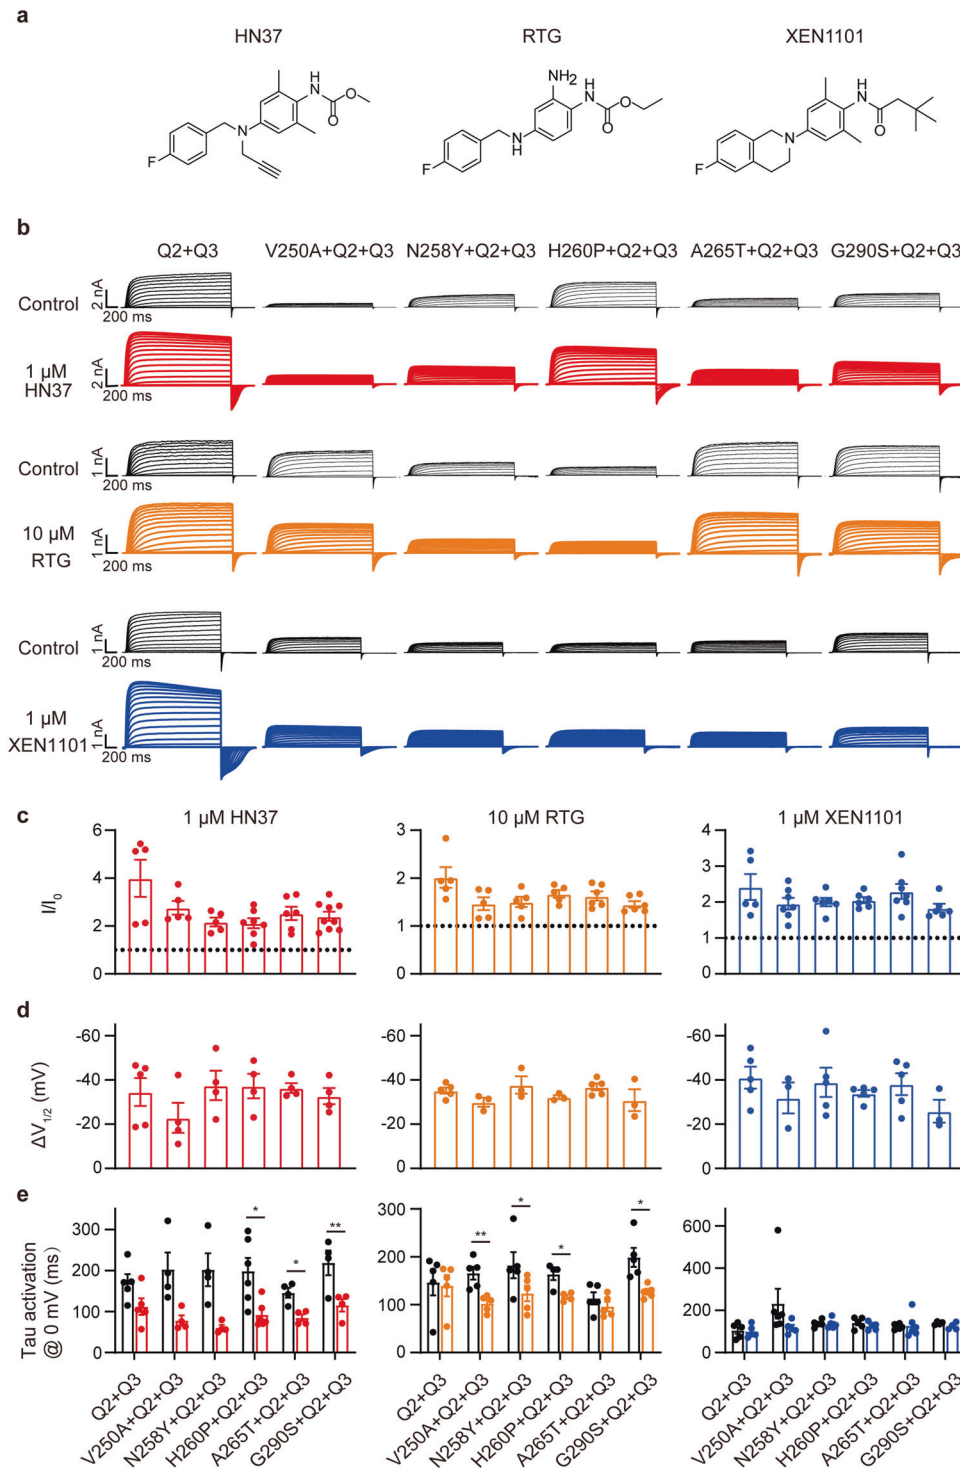 a
HN37 RTG XEN1101
H
N
O
O
N
F
NH2
H
N
O
O
N
H
F
H
N
O
N
F
b
Q2+Q3 V250A+Q2+Q3 N258Y+Q2+Q3 H260P+Q2+Q3 A265T+Q2+Q3 G290S+Q2+Q3
Control 2 nA
200 ms
1 µM
HN37 2 nA
200 ms
Control 1 nA
200 ms
10 µM
RTG 1 nA
200 ms
Control 1 nA
200 ms
1 µM
XEN1101 1 nA
200 ms
c
1 µM HN37 10 µM RTG 1 µM XEN1101
I/I0
6 4 2 0
3 2 1 0
4 3 2 1 0
d
ΔV1/2 (mV)
-60 -40 -20 0
-60 -40 -20 0
-60 -40 -20 0
e
Tau activation
@ 0 mV (ms)
300 200 100 0
* * **
300 200 100 0
** * * *
600 400 200 0
Q2+Q3 V250A+Q2+Q3 N258Y+Q2+Q3 H260P+Q2+Q3 A265T+Q2+Q3 G290S+Q2+Q3
Q2+Q3 V250A+Q2+Q3 N258Y+Q2+Q3 H260P+Q2+Q3 A265T+Q2+Q3 G290S+Q2+Q3
Q2+Q3 V250A+Q2+Q3 N258Y+Q2+Q3 H260P+Q2+Q3 A265T+Q2+Q3 G290S+Q2+Q3